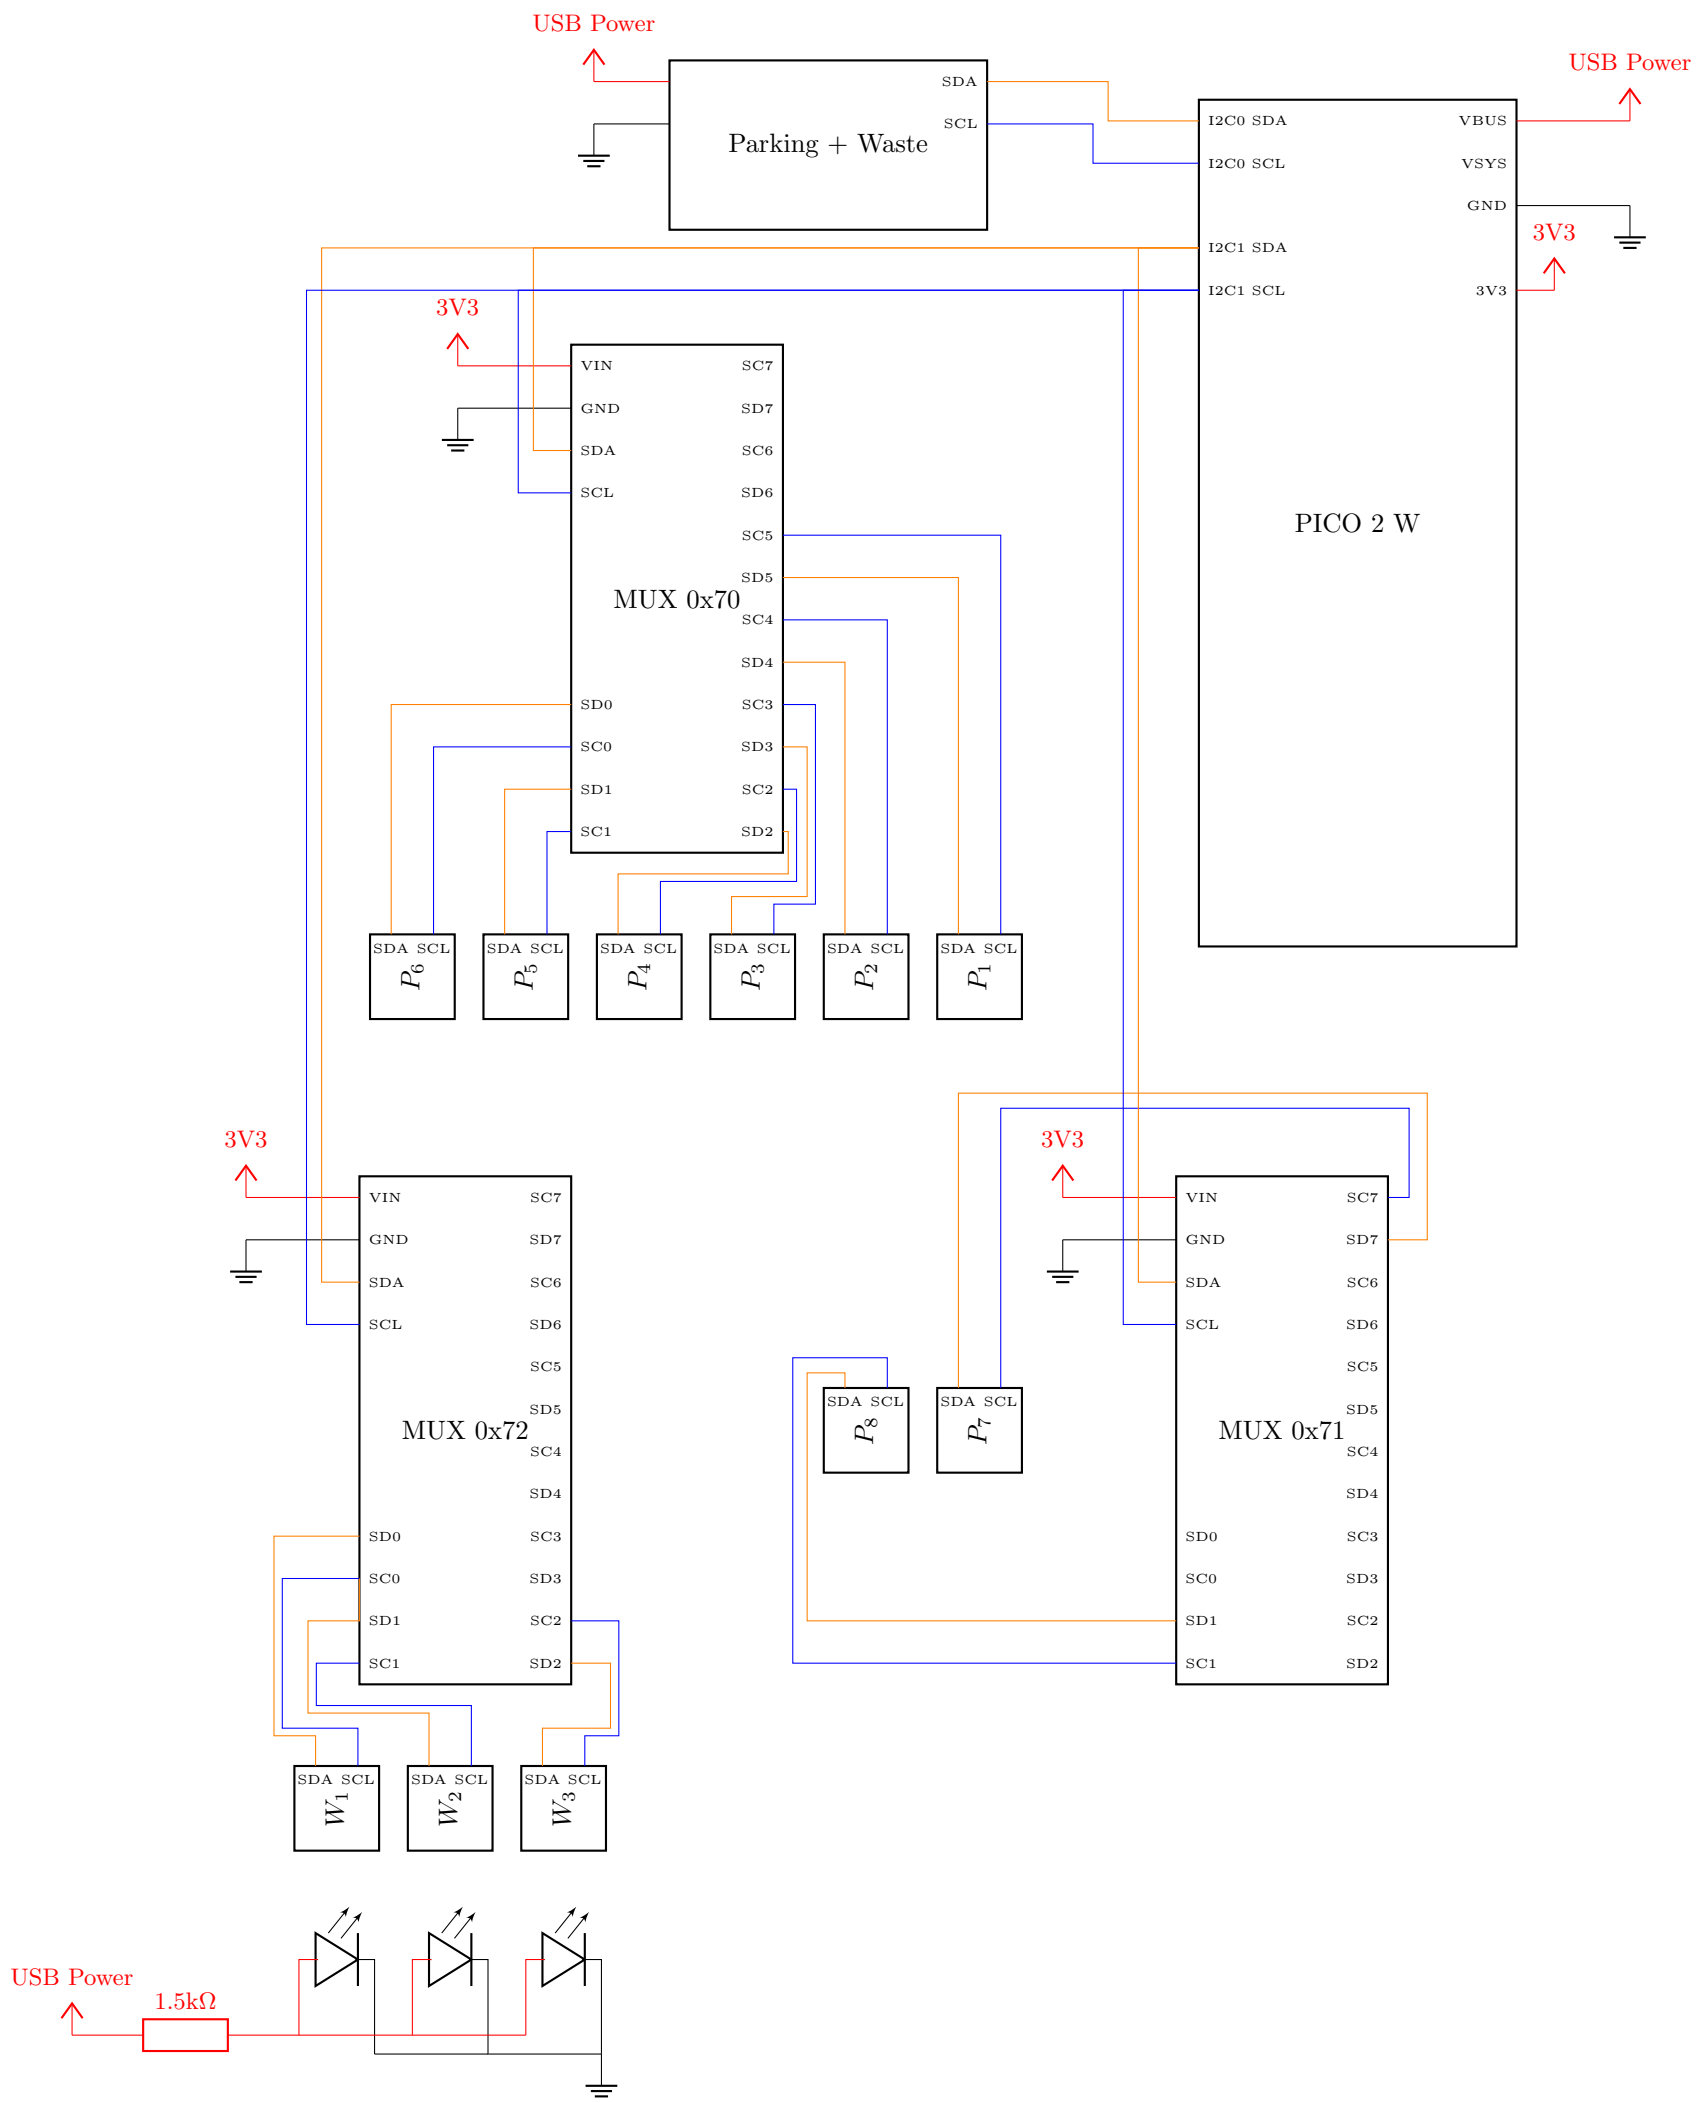 USB Power
USB Power
SDA
SCL
Parking + Waste
I2C0 SDA
VBUS
I2C0 SCL
VSYS
GND
I2C1 SDA
3V3
I2C1 SCL
3V3
PICO 2 W
3V3
VIN
SC7
GND
SD7
SDA
SC6
SCL
SD6
SC5
SD5
MUX 0x70
SC4
SD4
SD0
SC3
SC0
SD3
SD1
SC2
SC1
SD2
SDA SCL
P6
SDA SCL
P5
SDA SCL
P4
SDA SCL
P3
SDA SCL
P2
SDA SCL
P1
3V3
VIN
SC7
GND
SD7
SDA
SC6
SCL
SD6
SC5
SD5
MUX 0x72
SC4
SD4
SD0
SC3
SC0
SD3
SD1
SC2
SC1
SD2
SDA SCL
P8
SDA SCL
P7
3V3
VIN
SC7
GND
SD7
SDA
SC6
SCL
SD6
SC5
SD5
MUX 0x71
SC4
SD4
SD0
SC3
SC0
SD3
SD1
SC2
SC1
SD2
SDA SCL
W1
SDA SCL
W2
SDA SCL
W3
USB Power
1.5kΩ